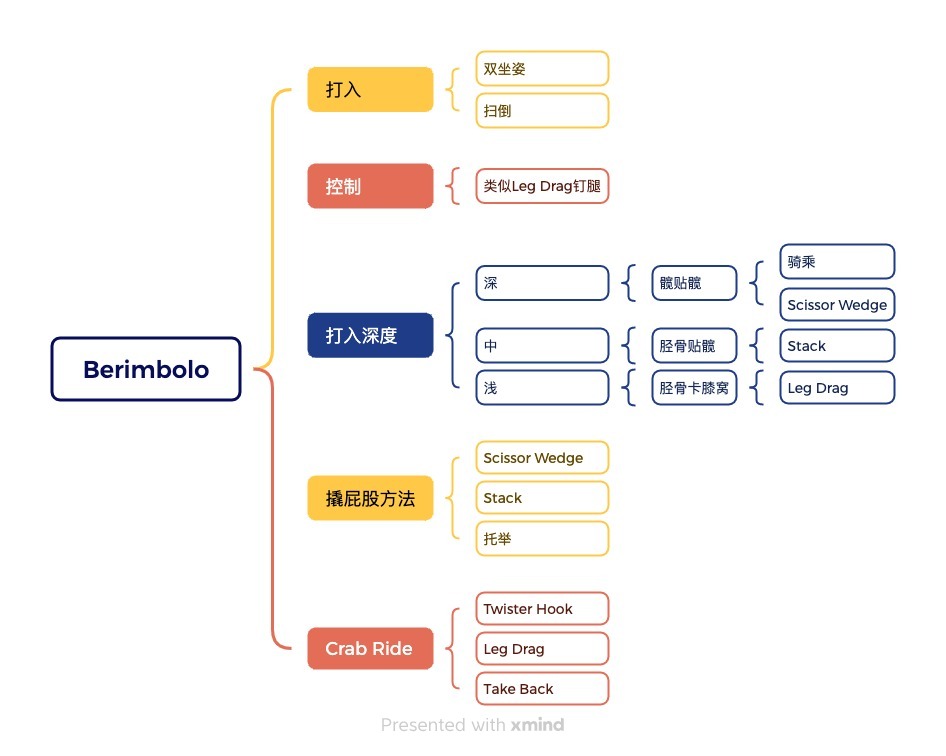 Berimbolo
打入
双坐姿
扫倒
控制
类似Leg Drag钉腿
打入深度
深
髋贴髋
骑乘
Scissor Wedge
中
胫骨贴髋
Stack
浅
胫骨卡膝窝
Leg Drag
撬屁股方法
Scissor Wedge
Stack
托举
Crab Ride
Twister Hook
Leg Drag
Take Back
Presented with xmind